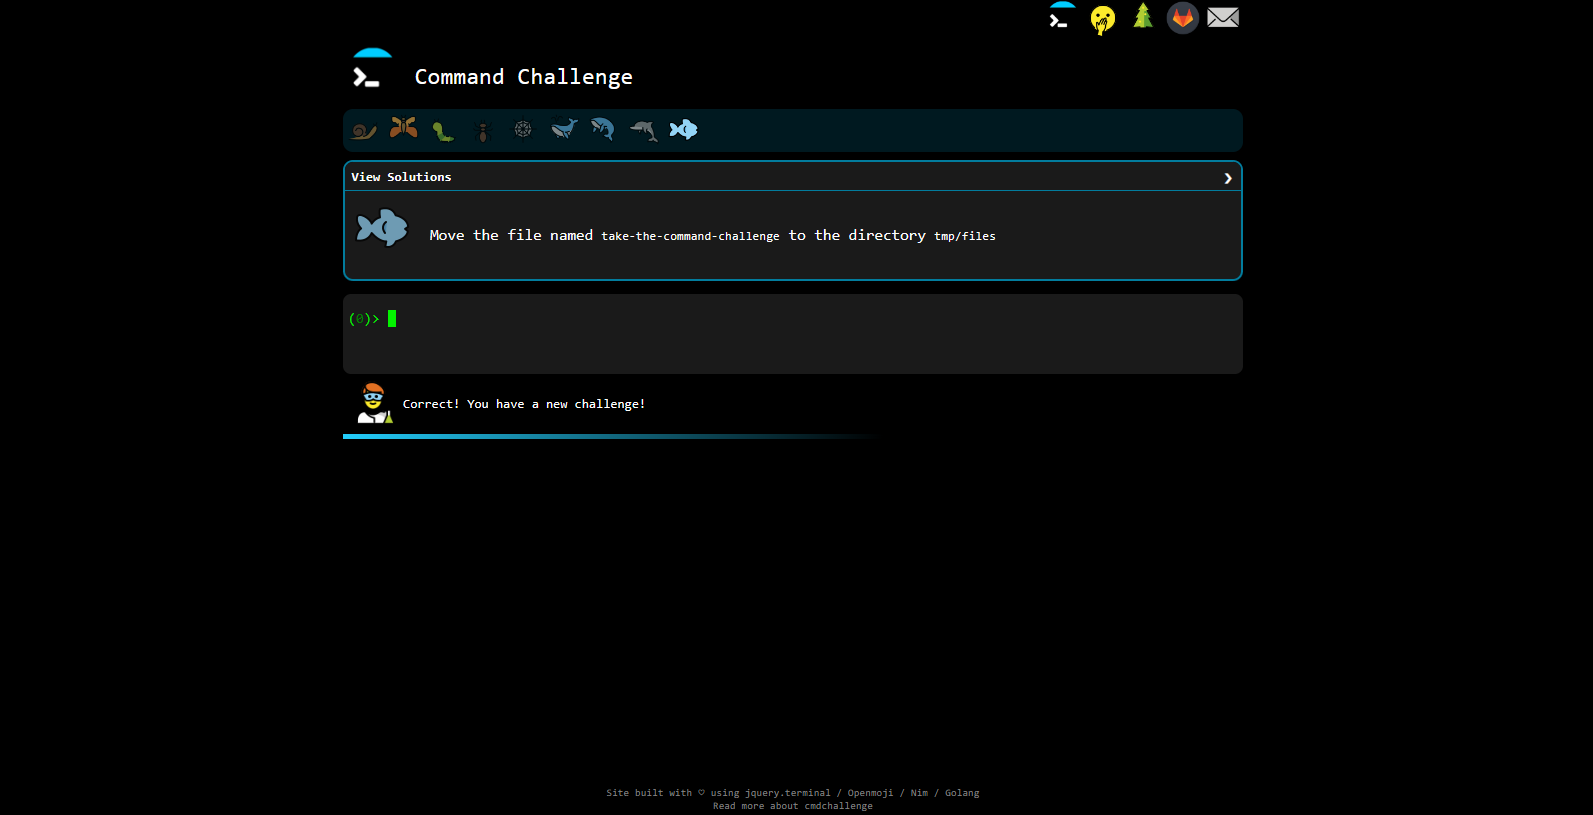 Command Challenge
View Solutions
Move the file named take-the-command-challenge to the directory tmp/files
(0)>
Correct! You have a new challenge!
Site built with ♡ using jquery.terminal / Openmoji / Nim / Golang
Read more about cmdchallenge